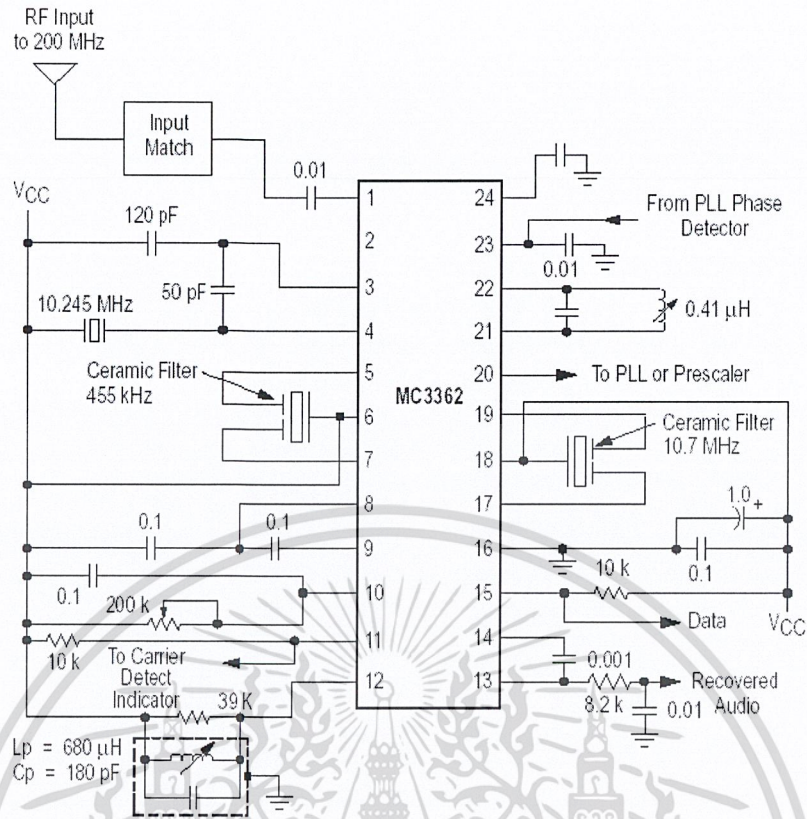 RF Input
to 200 MHz
Input
Match
0.01
VCC
120 pF
50 pF
10.245 MHz
Ceramic Filter
455 kHz
0.1
0.1
0.1
200 k
10 k
To Carrier
Detect
Indicator
39 K
Lp = 680 μH
Cp = 180 pF
1
2
3
4
5
6
7
8
9
10
11
12
MC3362
24
23
22
21
20
19
18
17
16
15
14
13
From PLL Phase
Detector
0.01
0.41 μH
To PLL or Prescaler
Ceramic Filter
10.7 MHz
1.0
+
0.1
10 k
VCC
Data
0.001
8.2 k
Recovered
Audio
0.01